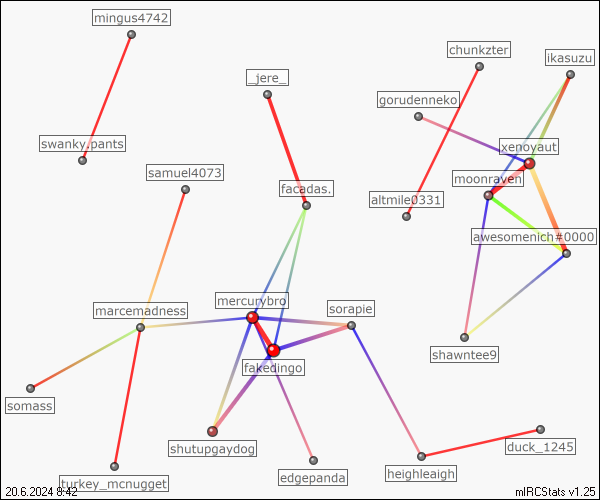 mingus4742
chunkzter
ikasuzu
_jere_
gorudenneko
swanky.pants
xenoyaut
samuel4073
moonraven
facadas.
altmile0331
awesomenich#0000
mercurybro
sorapie
marcemadness
shawntee9
fakedingo
somass
shutupgaydog
duck_1245
edgepanda
heighleaigh
turkey_mcnugget
20.6.2024 8:42
mIRCStats v1.25